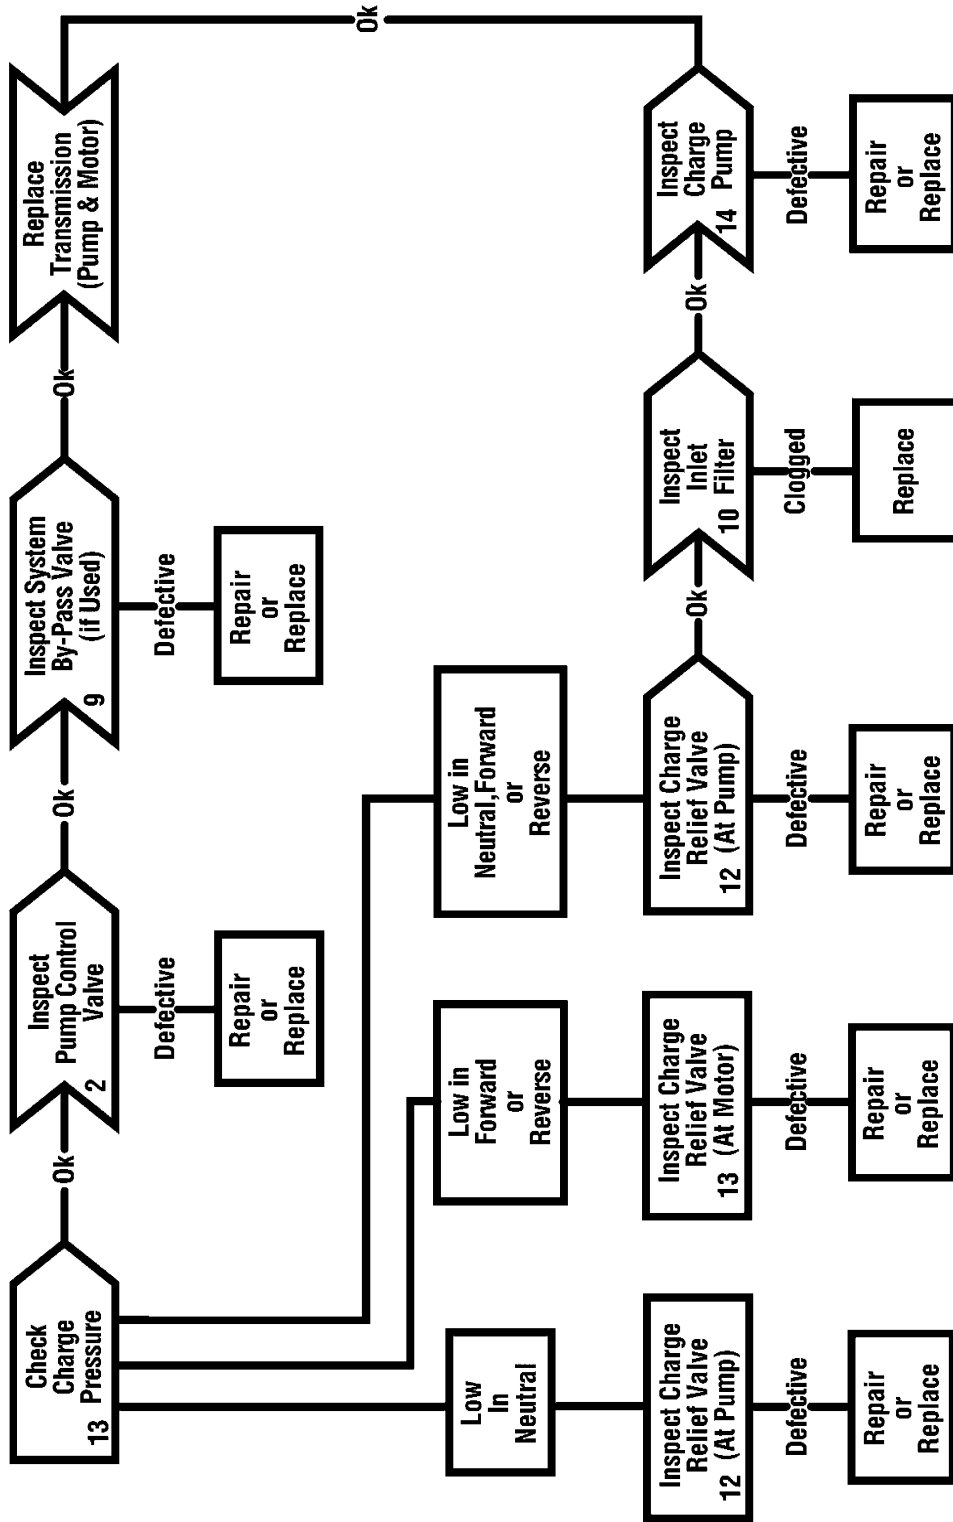 Check
Charge
Pressure
13
Ok
Inspect
Pump Control
Valve
2
Ok
Inspect System
By-Pass Valve
(if Used)
9
Ok
Replace
Transmission
(Pump & Motor)
Defective
Repair
or
Replace
Defective
Repair
or
Replace
Ok
Low
In
Neutral
Low in
Forward
or
Reverse
Low in
Neutral,Forward
or
Reverse
Inspect Charge
Relief Valve
12 (At Pump)
Defective
Repair
or
Replace
Inspect Charge
Relief Valve
13 (At Motor)
Defective
Repair
or
Replace
Inspect Charge
Relief Valve
12 (At Pump)
Defective
Repair
or
Replace
Ok
Inspect
Inlet
10 Filter
Clogged
Replace
Ok
Inspect
Charge
14 Pump
Defective
Repair
or
Replace